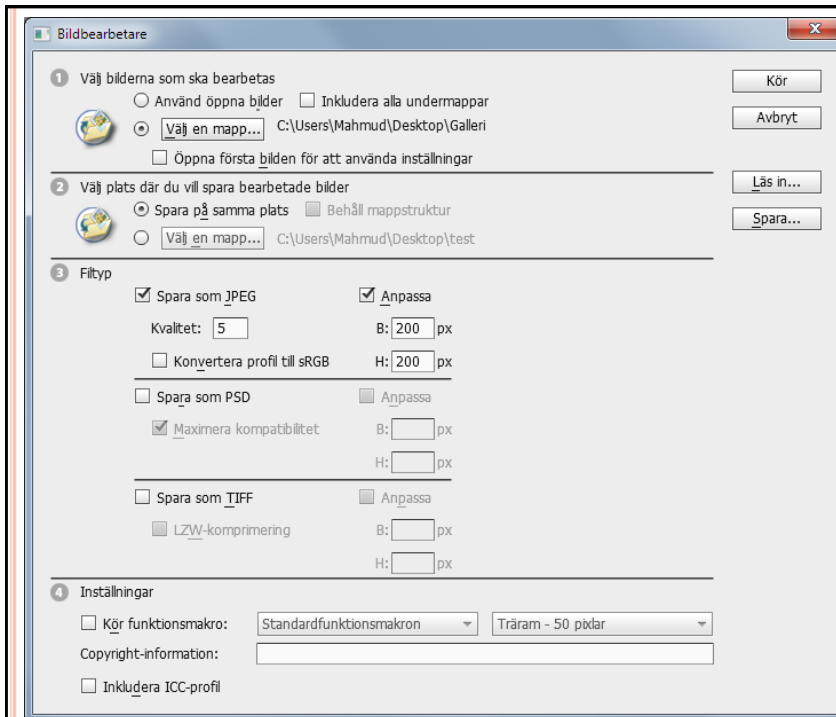 Bildbearbetare
1 Välj bilderna som ska bearbetas
Kör
Använd öppna bilder Inkludera alla undermappar
Välj en mapp... C:\Users\Mahmud\Desktop\Galleri
Avbryt
Öppna första bilden för att använda inställningar
2 Välj plats där du vill spara bearbetade bilder
Läs in...
Spara på samma plats Behåll mappstruktur
Spara...
Välj en mapp... C:\Users\Mahmud\Desktop\test
3 Filtyp
Spara som JPEG Anpassa
Kvalitet: 5 B: 200 px
Konvertera profil till sRGB H: 200 px
Spara som PSD Anpassa
Maximera kompatibilitet B: px
H: px
Spara som TIFF Anpassa
LZW-komprimering B: px
H: px
4 Inställningar
Kör funktionsmakro: Standardfunktionsmakron Träram - 50 pixlar
Copyright-information:
Inkludera ICC-profil